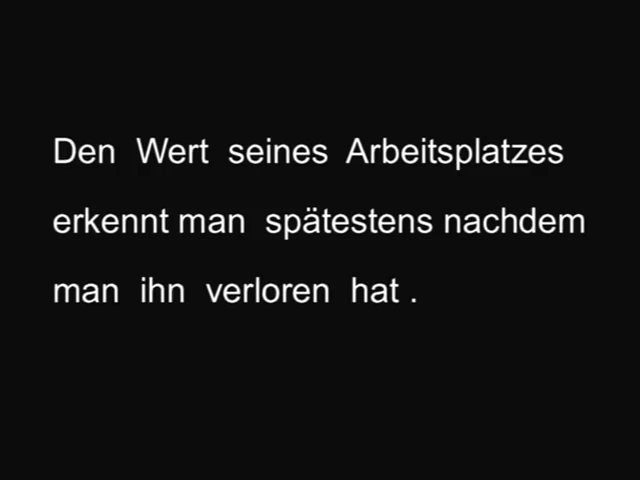 Den Wert seines Arbeitsplatzes
erkennt man spätestens nachdem
man ihn verloren hat .